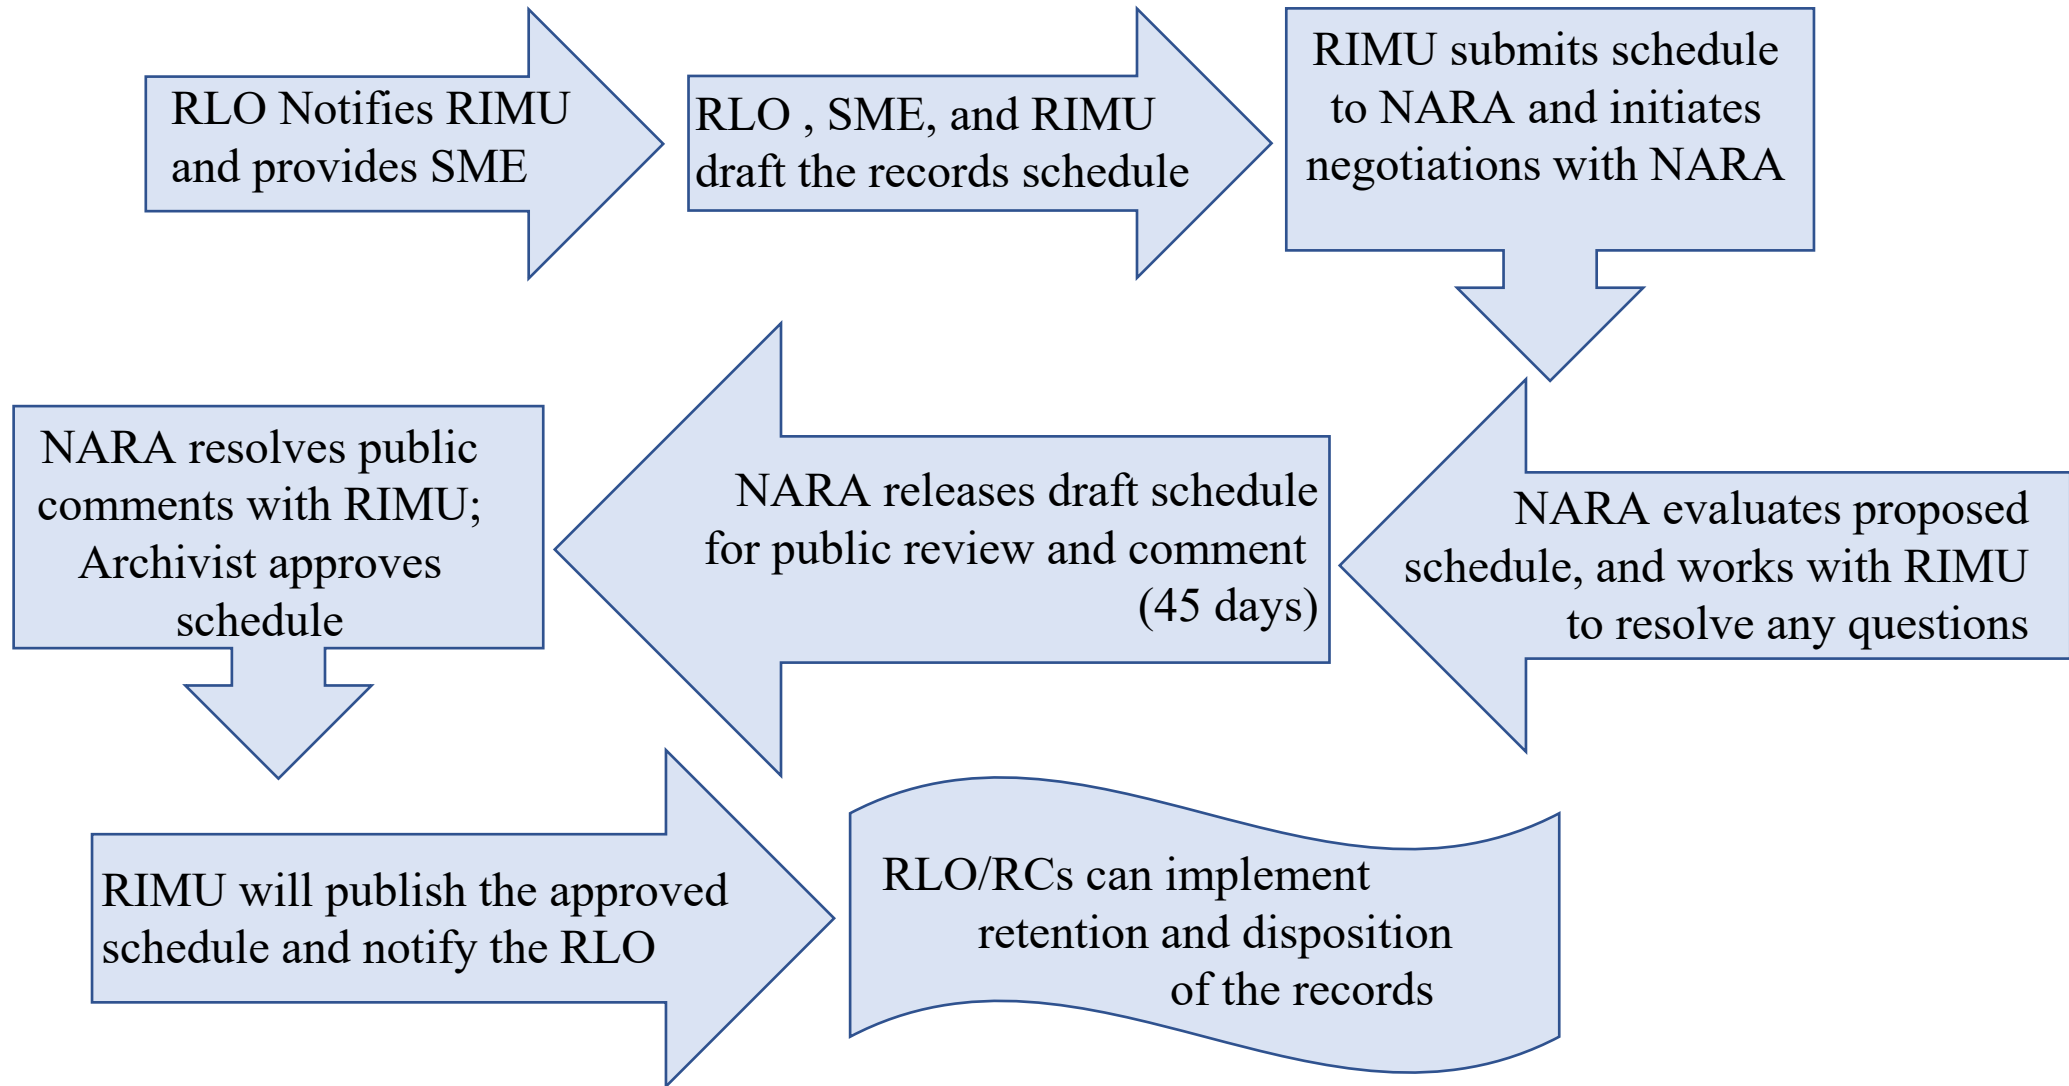 RLO Notifies RIMU
and provides SME
RLO , SME, and RIMU
draft the records schedule
RIMU submits schedule
to NARA and initiates
negotiations with NARA
NARA evaluates proposed
schedule, and works with RIMU
to resolve any questions
NARA releases draft schedule
for public review and comment
(45 days)
NARA resolves public
comments with RIMU;
Archivist approves
schedule
RIMU will publish the approved
schedule and notify the RLO
RLO/RCs can implement
retention and disposition
of the records